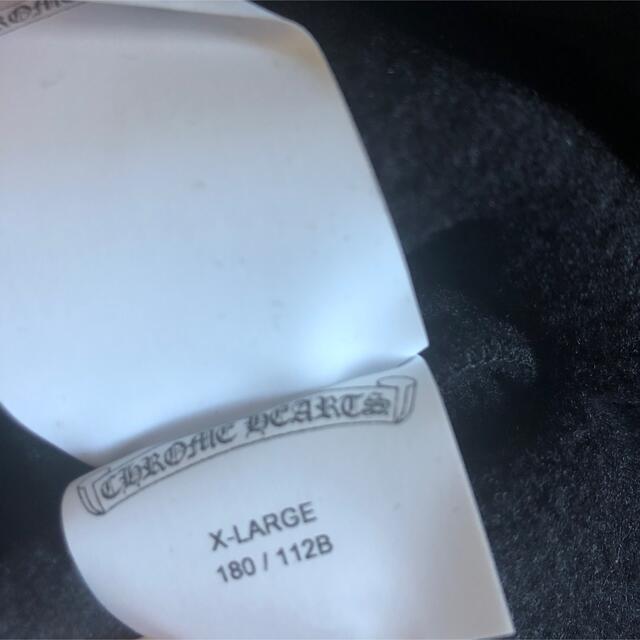 CHROME HEARTS
X-LARGE
180 / 112B